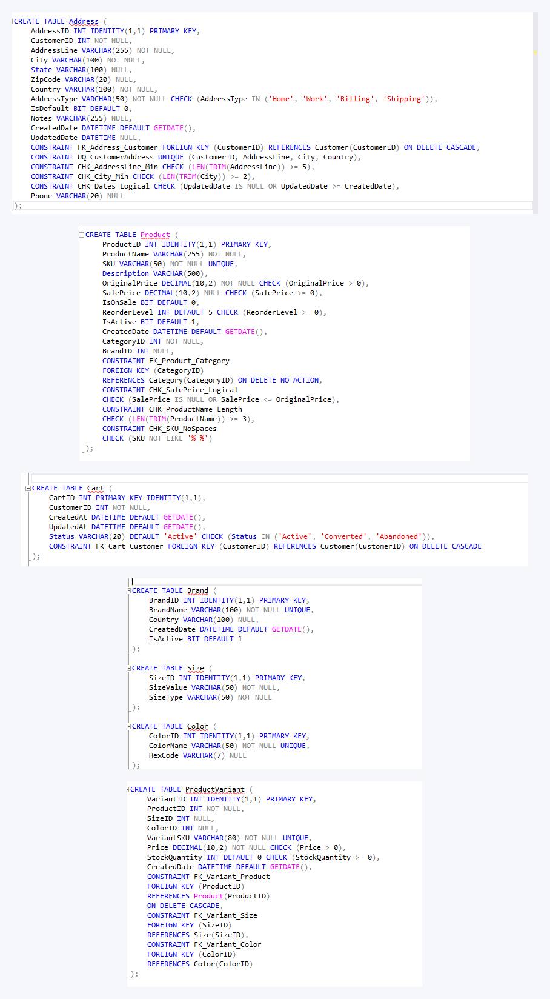 CREATE TABLE Address (
AddressID INT IDENTITY(1,1) PRIMARY KEY,
CustomerID INT NOT NULL,
AddressLine VARCHAR(255) NOT NULL,
City VARCHAR(100) NOT NULL,
State VARCHAR(100) NULL,
ZipCode VARCHAR(20) NULL,
Country VARCHAR(100) NOT NULL,
AddressType VARCHAR(50) NOT NULL CHECK (AddressType IN ('Home', 'Work', 'Billing', 'Shipping')),
IsDefault BIT DEFAULT 0,
Notes VARCHAR(255) NULL,
CreatedDate DATETIME DEFAULT GETDATE(),
UpdatedDate DATETIME NULL,
CONSTRAINT FK_Address_Customer FOREIGN KEY (CustomerID) REFERENCES Customer(CustomerID) ON DELETE CASCADE,
CONSTRAINT UQ_CustomerAddress UNIQUE (CustomerID, AddressLine, City, Country),
CONSTRAINT CHK_AddressLine_Min CHECK (LEN(TRIM(AddressLine)) >= 5),
CONSTRAINT CHK_City_Min CHECK (LEN(TRIM(City)) >= 2),
CONSTRAINT CHK_Dates_Logical CHECK (UpdatedDate IS NULL OR UpdatedDate >= CreatedDate),
Phone VARCHAR(20) NULL
);
CREATE TABLE Product (
ProductID INT IDENTITY(1,1) PRIMARY KEY,
ProductName VARCHAR(255) NOT NULL,
SKU VARCHAR(50) NOT NULL UNIQUE,
Description VARCHAR(500),
OriginalPrice DECIMAL(10,2) NOT NULL CHECK (OriginalPrice > 0),
SalePrice DECIMAL(10,2) NULL CHECK (SalePrice >= 0),
IsOnSale BIT DEFAULT 0,
ReorderLevel INT DEFAULT 5 CHECK (ReorderLevel >= 0),
IsActive BIT DEFAULT 1,
CreatedDate DATETIME DEFAULT GETDATE(),
CategoryID INT NOT NULL,
BrandID INT NULL,
CONSTRAINT FK_Product_Category
FOREIGN KEY (CategoryID)
REFERENCES Category(CategoryID) ON DELETE NO ACTION,
CONSTRAINT CHK_SalePrice_Logical
CHECK (SalePrice IS NULL OR SalePrice <= OriginalPrice),
CONSTRAINT CHK_ProductName_Length
CHECK (LEN(TRIM(ProductName)) >= 3),
CONSTRAINT CHK_SKU_NoSpaces
CHECK (SKU NOT LIKE '% %')
);
CREATE TABLE Cart (
CartID INT PRIMARY KEY IDENTITY(1,1),
CustomerID INT NOT NULL,
CreatedAt DATETIME DEFAULT GETDATE(),
UpdatedAt DATETIME DEFAULT GETDATE(),
Status VARCHAR(20) DEFAULT 'Active' CHECK (Status IN ('Active', 'Converted', 'Abandoned')),
CONSTRAINT FK_Cart_Customer FOREIGN KEY (CustomerID) REFERENCES Customer(CustomerID) ON DELETE CASCADE
);
CREATE TABLE Brand (
BrandID INT IDENTITY(1,1) PRIMARY KEY,
BrandName VARCHAR(100) NOT NULL UNIQUE,
Country VARCHAR(100) NULL,
CreatedDate DATETIME DEFAULT GETDATE(),
IsActive BIT DEFAULT 1
);
CREATE TABLE Size (
SizeID INT IDENTITY(1,1) PRIMARY KEY,
SizeValue VARCHAR(50) NOT NULL,
SizeType VARCHAR(50) NOT NULL
);
CREATE TABLE Color (
ColorID INT IDENTITY(1,1) PRIMARY KEY,
ColorName VARCHAR(50) NOT NULL UNIQUE,
HexCode VARCHAR(7) NULL
);
CREATE TABLE ProductVariant (
VariantID INT IDENTITY(1,1) PRIMARY KEY,
ProductID INT NOT NULL,
SizeID INT NULL,
ColorID INT NULL,
VariantSKU VARCHAR(80) NOT NULL UNIQUE,
Price DECIMAL(10,2) NOT NULL CHECK (Price > 0),
StockQuantity INT DEFAULT 0 CHECK (StockQuantity >= 0),
CreatedDate DATETIME DEFAULT GETDATE(),
CONSTRAINT FK_Variant_Product
FOREIGN KEY (ProductID)
REFERENCES Product(ProductID)
ON DELETE CASCADE,
CONSTRAINT FK_Variant_Size
FOREIGN KEY (SizeID)
REFERENCES Size(SizeID),
CONSTRAINT FK_Variant_Color
FOREIGN KEY (ColorID)
REFERENCES Color(ColorID)
);